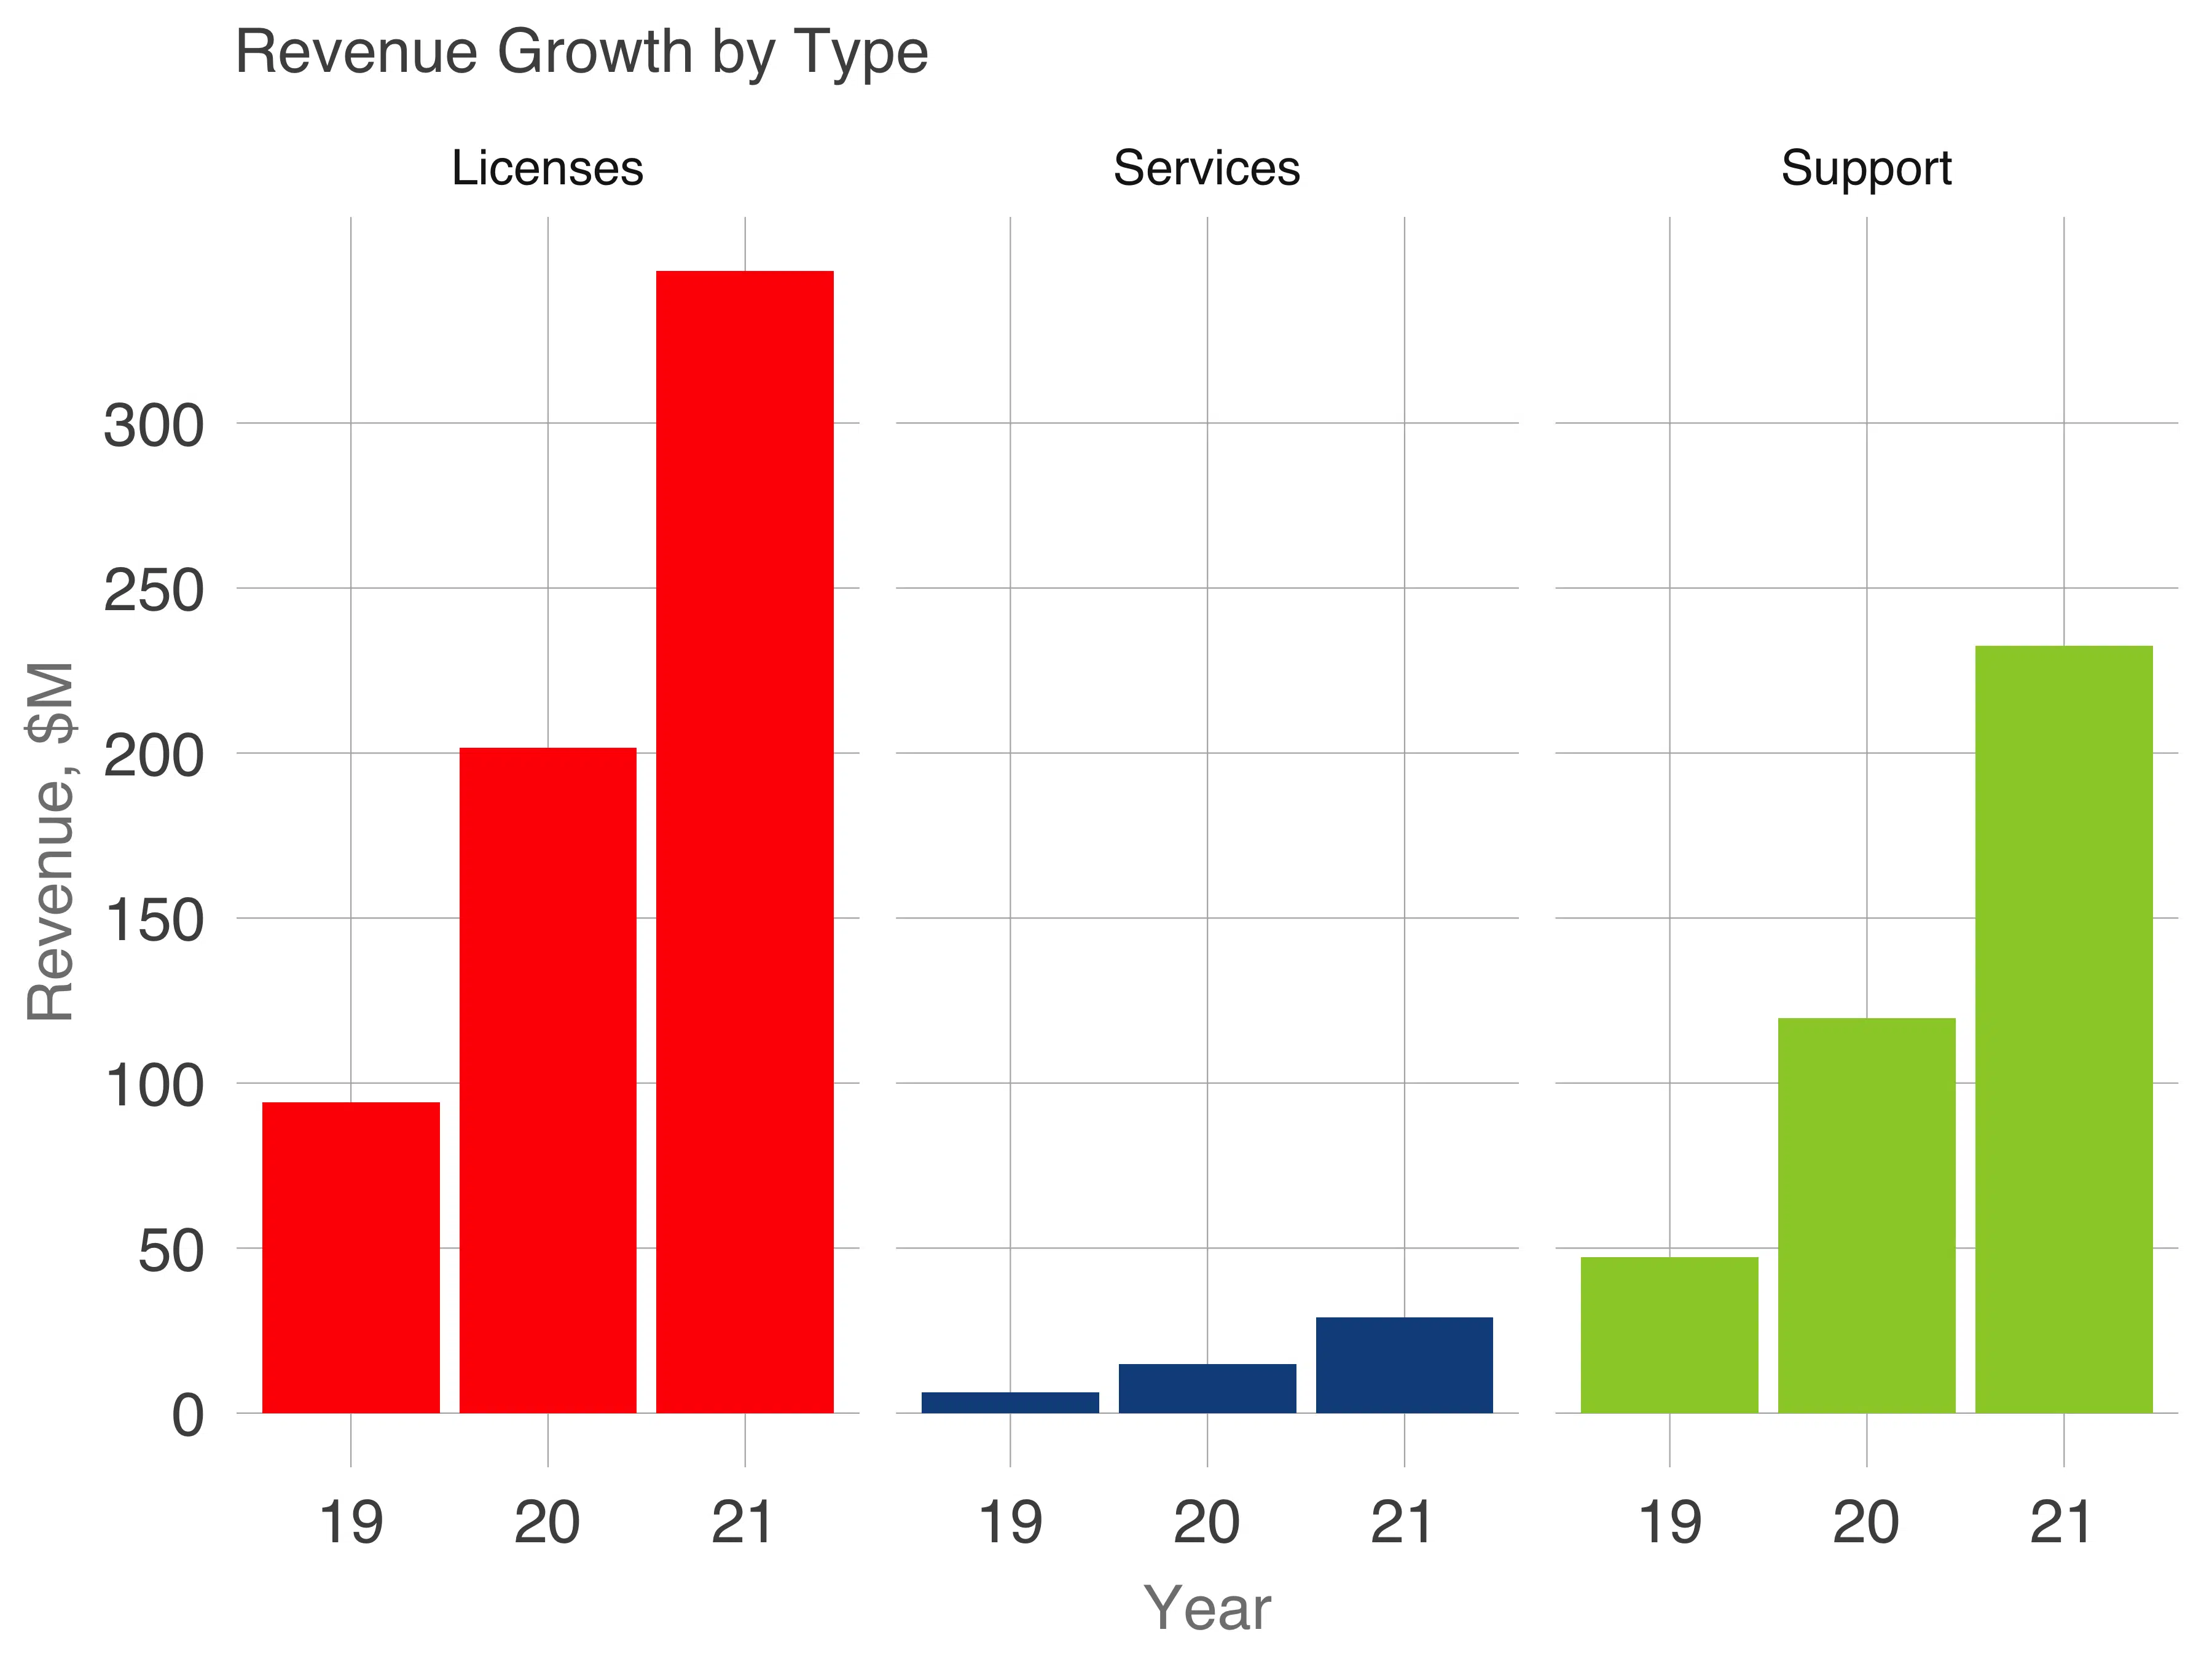 Revenue Growth by Type
Licenses Services Support
Revenue, $M
300
250
200
150
100
50
0
19 20 21 19 20 21 19 20 21
Year